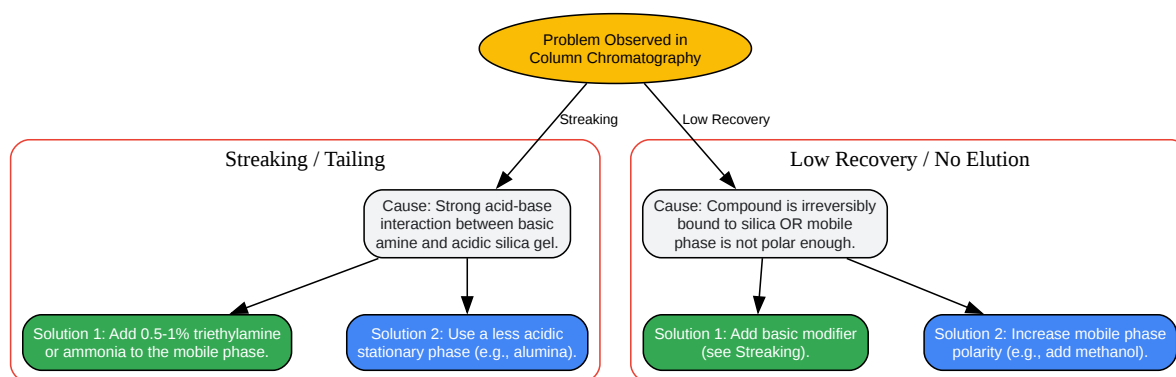 Problem Observed in
Column Chromatography
Streaking
Low Recovery
Streaking / Tailing
Cause: Strong acid-base
interaction between basic
amine and acidic silica gel.
Solution 1: Add 0.5-1% triethylamine
or ammonia to the mobile phase.
Solution 2: Use a less acidic
stationary phase (e.g., alumina).
Low Recovery / No Elution
Cause: Compound is irreversibly
bound to silica OR mobile
phase is not polar enough.
Solution 1: Add basic modifier
(see Streaking).
Solution 2: Increase mobile phase
polarity (e.g., add methanol).